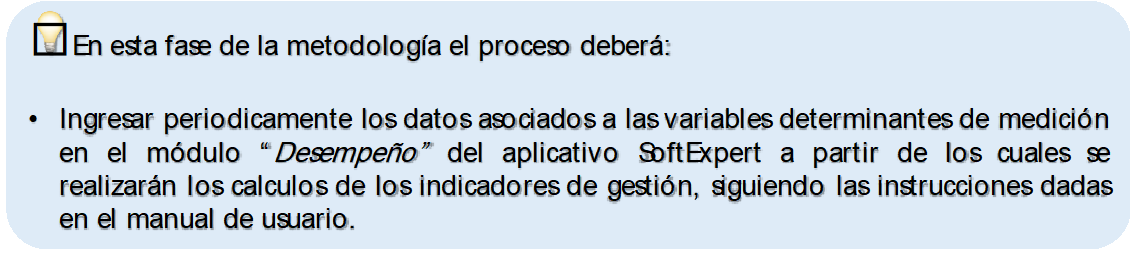 En esta fase de la metodología el proceso deberá:
• Ingresar periodicamente los datos asociados a las variables determinantes de medición
en el módulo “Desempeño” del aplicativo SoftExpert a partir de los cuales se
realizarán los calculos de los indicadores de gestión, siguiendo las instrucciones dadas
en el manual de usuario.